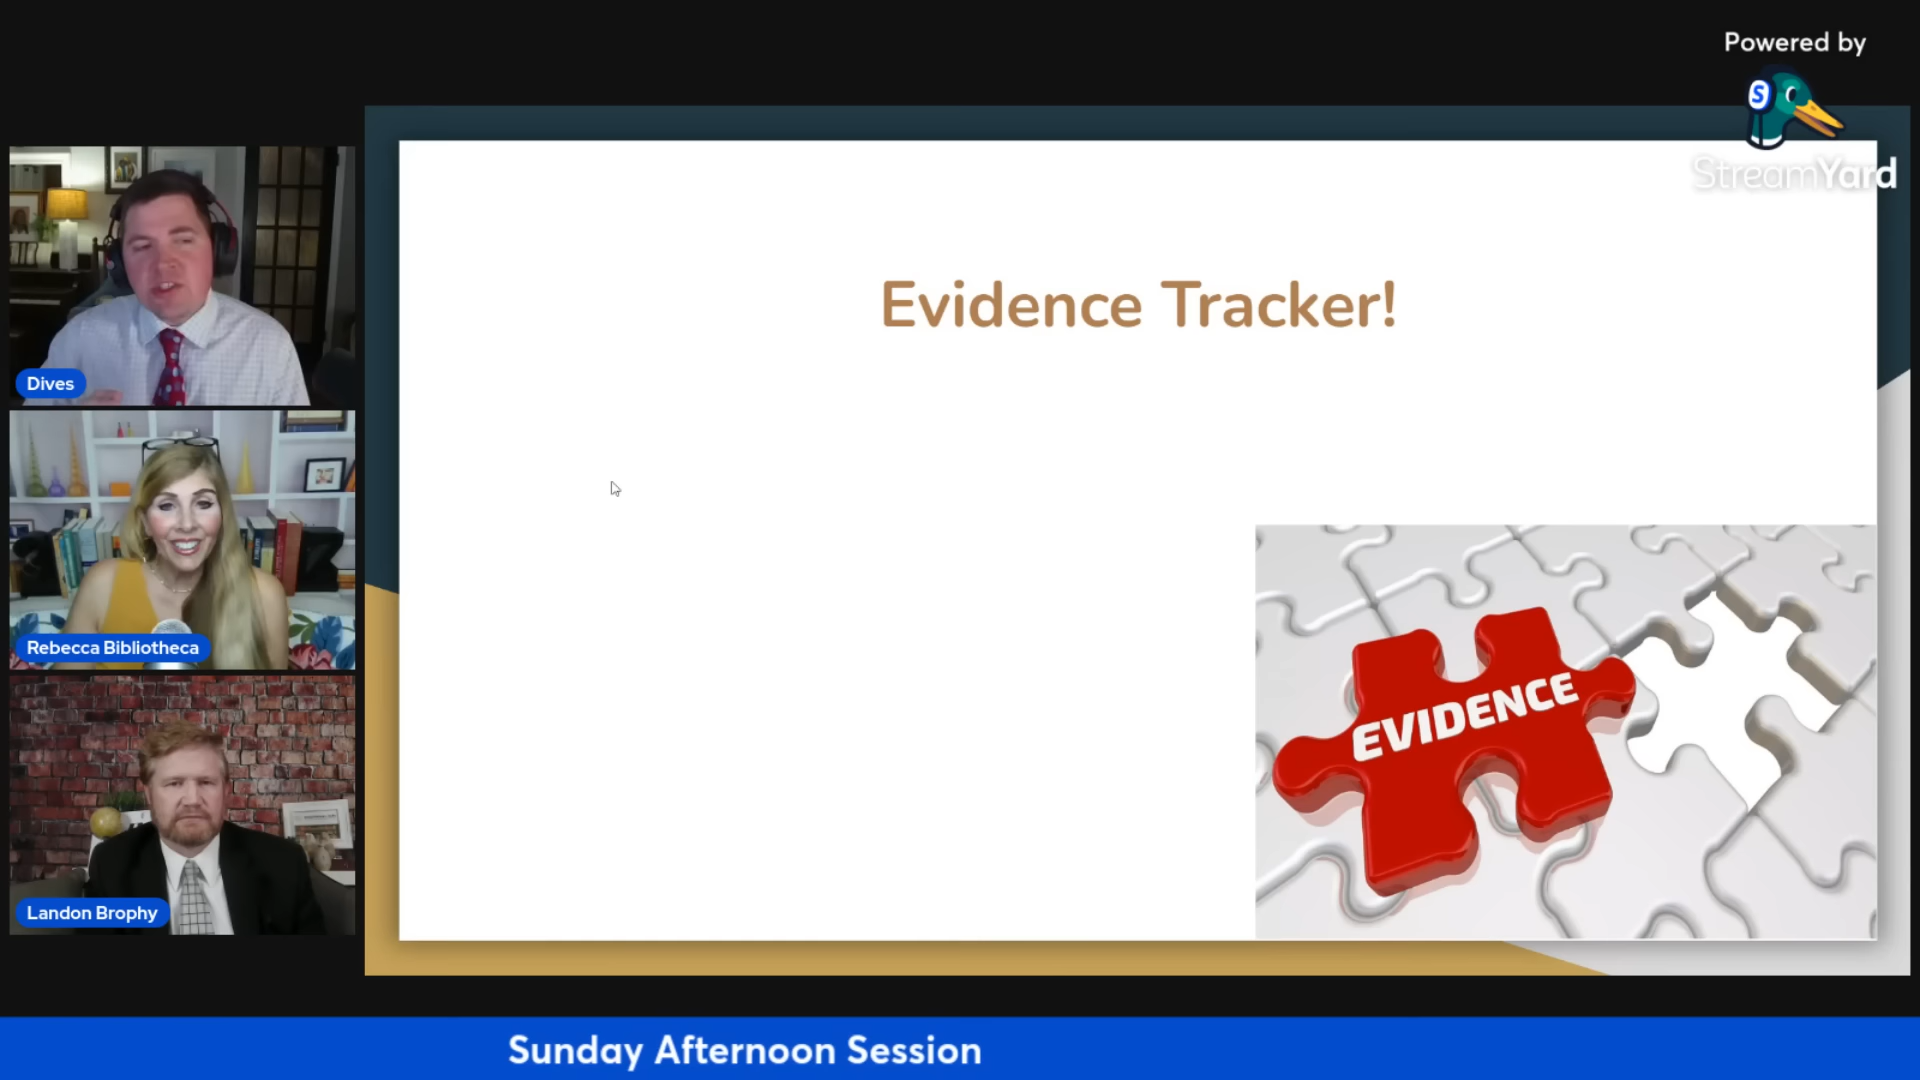 Powered by
S
StreamYard
Evidence Tracker!
Dives
Rebecca Bibliotheca
EVIDENCE
Landon Brophy
Sunday Afternoon Session